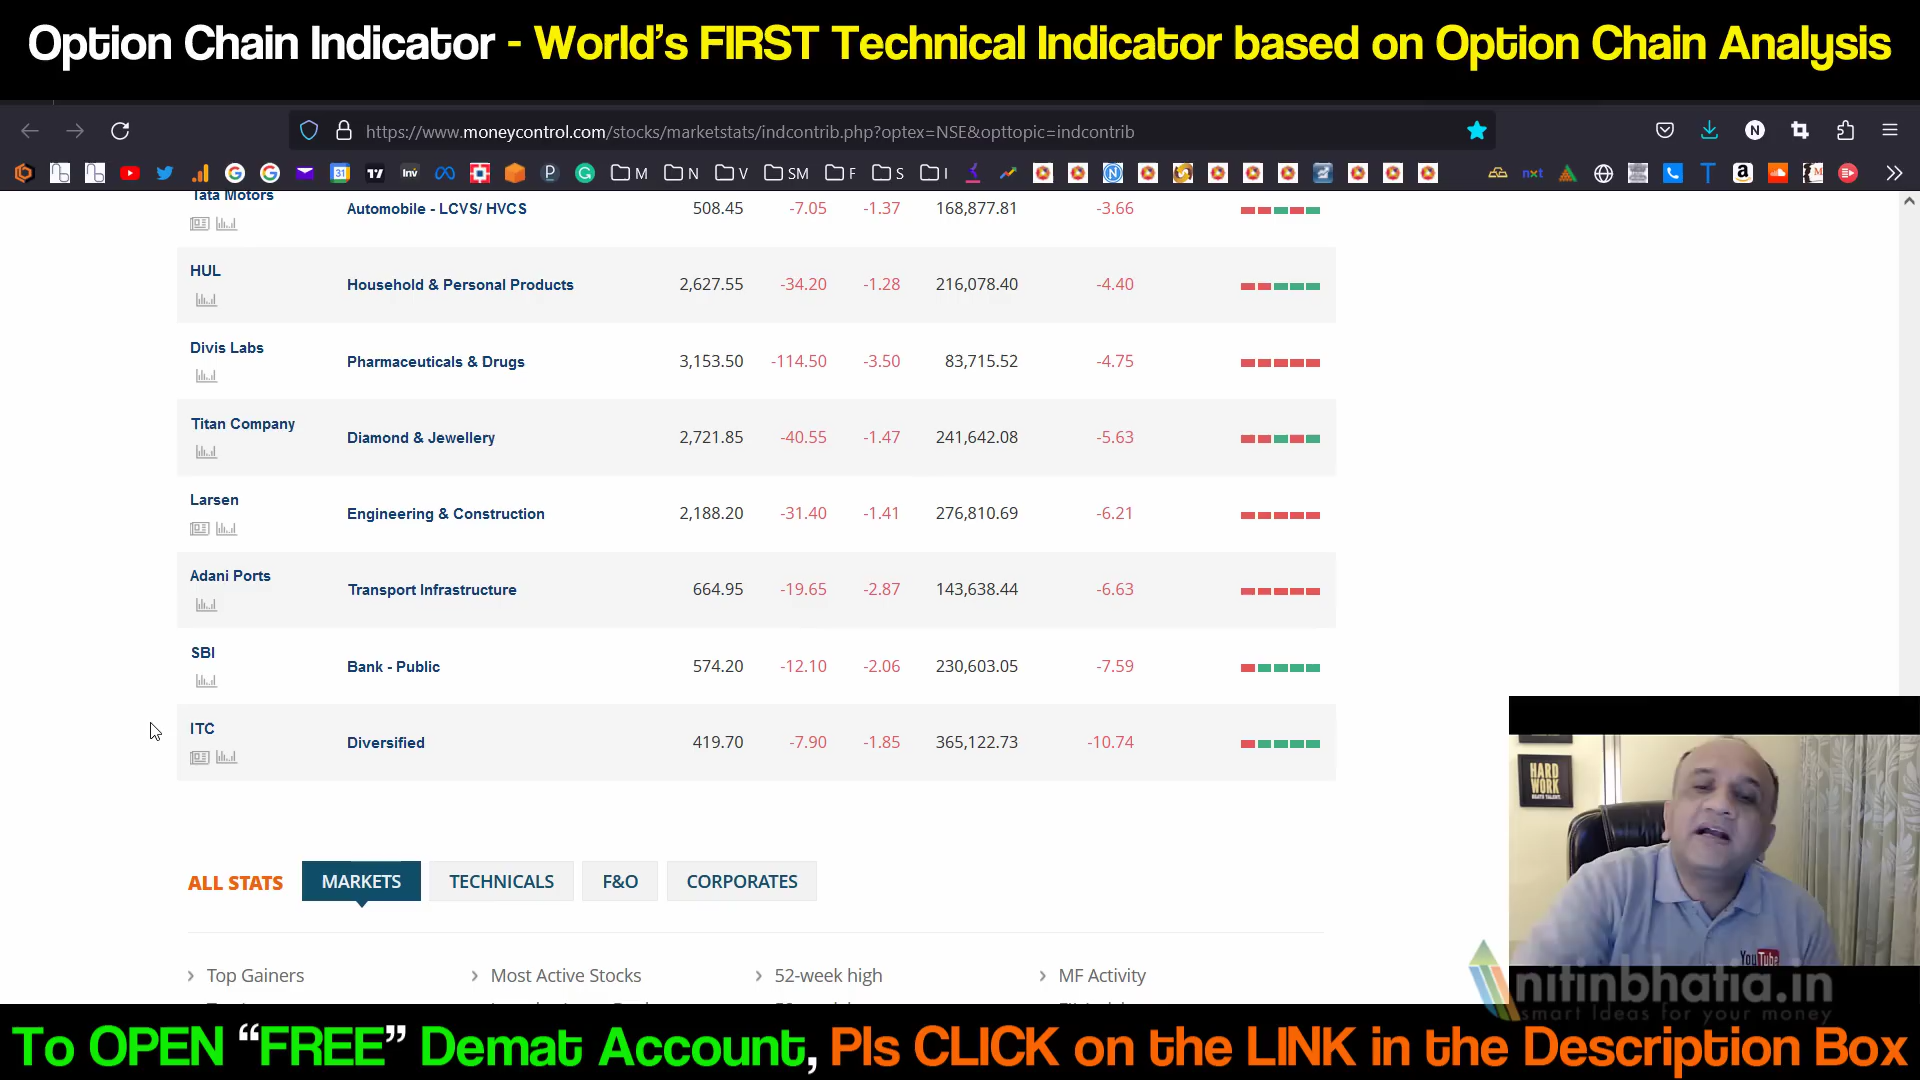 Option Chain Indicator - World's FIRST Technical Indicator based on Option Chain Analysis
https://www.moneycontrol.com/stocks/marketstats/indcontrib.php?optex=NSE&opttopic=indcontrib
M N V SM F S I nxt
Tata Motors Automobile - LCVS/ HVCS 508.45 -7.05 -1.37 168,877.81 -3.66
HUL Household & Personal Products 2,627.55 -34.20 -1.28 216,078.40 -4.40
Divis Labs Pharmaceuticals & Drugs 3,153.50 -114.50 -3.50 83,715.52 -4.75
Titan Company Diamond & Jewellery 2,721.85 -40.55 -1.47 241,642.08 -5.63
Larsen Engineering & Construction 2,188.20 -31.40 -1.41 276,810.69 -6.21
Adani Ports Transport Infrastructure 664.95 -19.65 -2.87 143,638.44 -6.63
SBI Bank - Public 574.20 -12.10 -2.06 230,603.05 -7.59
ITC Diversified 419.70 -7.90 -1.85 365,122.73 -10.74
HARD
WORK
ALL STATS MARKETS TECHNICALS F&O CORPORATES
YouTube
Top Gainers Most Active Stocks 52-week high MF Activity
nitinbhatia.in
smart Ideas for your money
To OPEN "FREE" Demat Account, Pls CLICK on the LINK in the Description Box